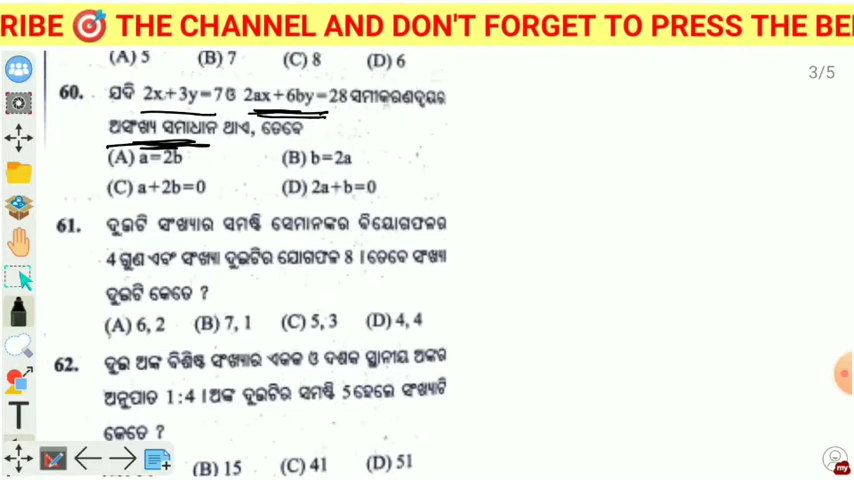 RIBE 🎯 THE CHANNEL AND DON'T FORGET TO PRESS THE BE
(A) 5 (B) 7 (C) 8 (D) 6
3/5
60. ଯଦି 2x+3y=7 ଓ 2ax+6by=28 ସମୀକରଣଦ୍ୱୟର
ଅସଂଖ୍ୟ ସମାଧାନ ଥାଏ, ତେବେ
(A) a=2b (B) b=2a
(C) a+2b=0 (D) 2a+b=0
61. ଦୁଇଟି ସଂଖ୍ୟାର ସମଷ୍ଟି ସେମାନଙ୍କର ବିୟୋଗଫଳର
4 ଗୁଣ ଏବଂ ସଂଖ୍ୟା ଦୁଇଟିର ଯୋଗଫଳ 8 । ତେବେ ସଂଖ୍ୟା
ଦୁଇଟି କେତେ ?
(A) 6, 2 (B) 7, 1 (C) 5, 3 (D) 4, 4
62. ଦୁଇ ଅଙ୍କ ବିଶିଷ୍ଟ ସଂଖ୍ୟାର ଏକକ ଓ ଦଶକ ସ୍ଥାନୀୟ ଅଙ୍କର
ଅନୁପାତ 1:4 । ଅଙ୍କ ଦୁଇଟିର ସମଷ୍ଟି 5 ହେଲେ ସଂଖ୍ୟାଟି
କେତେ ?
(B) 15 (C) 41 (D) 51
T
my